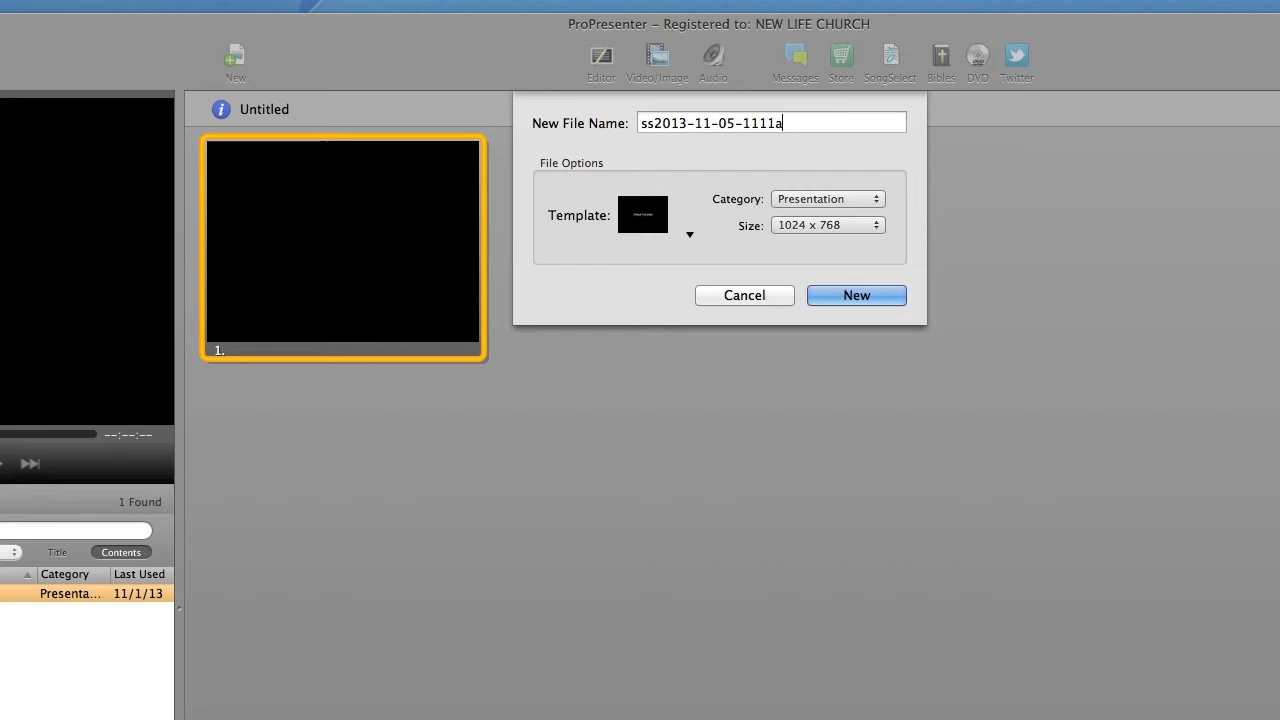 ProPresenter – Registered to: NEW LIFE CHURCH
New
Editor
Video/Image
Audio
Messages
Store
SongSelect
Bibles
DVD
Twitter
Untitled
1.
New File Name: ss2013-11-05-1111a
File Options
Template:
Category: Presentation
Size: 1024 x 768
Cancel
New
--:--:--
1 Found
Title
Contents
Category
Last Used
Presenta...
11/1/13